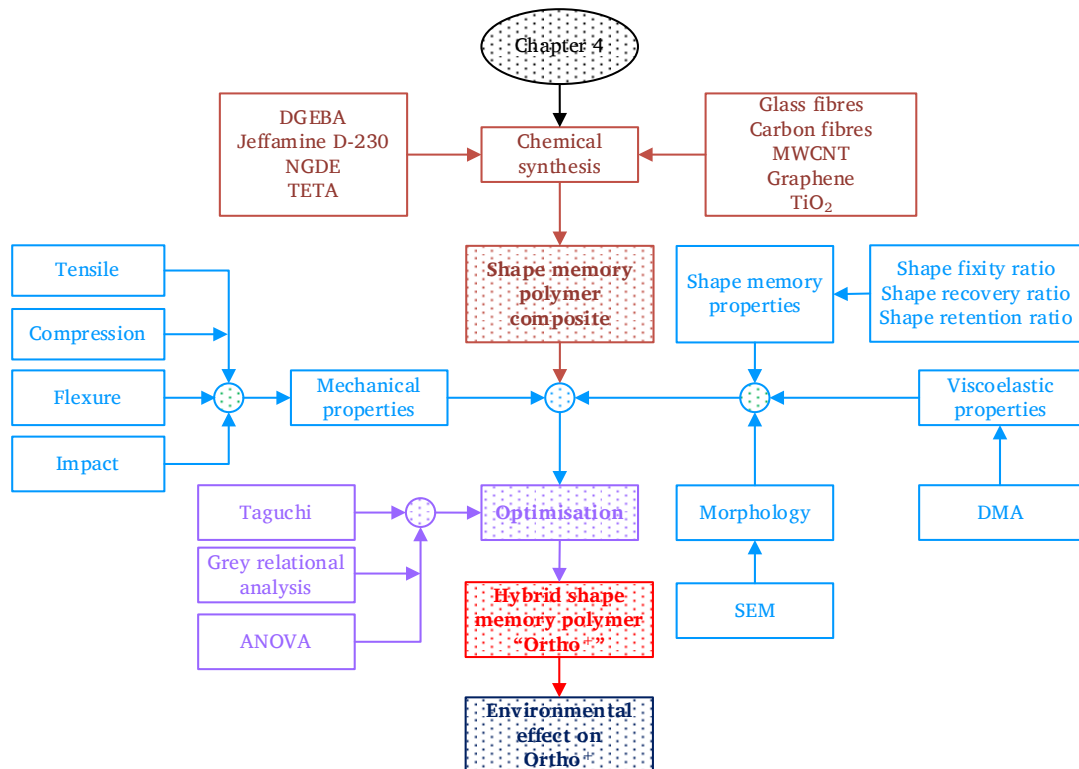 Chapter 4
DGEBA
Jeffamine D-230
NGDE
TETA
Chemical
synthesis
Glass fibres
Carbon fibres
MWCNT
Graphene
TiO₂
Tensile
Compression
Flexure
Impact
Mechanical
properties
Shape memory
polymer
composite
Shape memory
properties
Shape fixity ratio
Shape recovery ratio
Shape retention ratio
Viscoelastic
properties
Taguchi
Grey relational
analysis
ANOVA
Optimisation
Morphology
DMA
SEM
Hybrid shape
memory polymer
“Ortho⁺”
Environmental
effect on
Ortho⁺